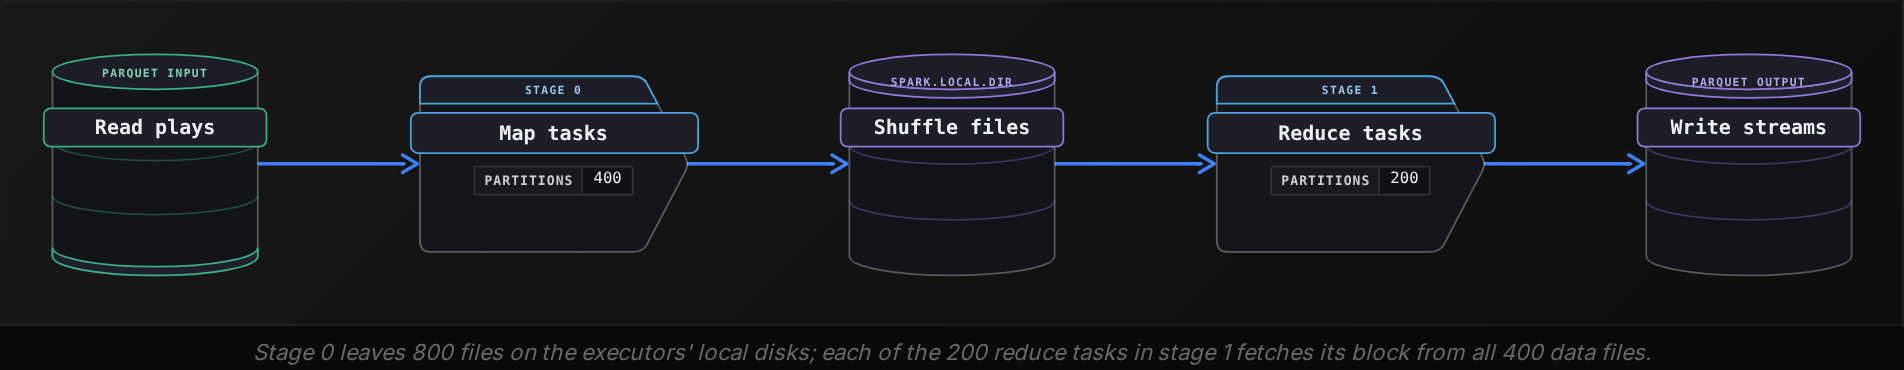 PARQUET INPUT
Read plays
STAGE 0
Map tasks
PARTITIONS 400
SPARK.LOCAL.DIR
Shuffle files
STAGE 1
Reduce tasks
PARTITIONS 200
PARQUET OUTPUT
Write streams
Stage 0 leaves 800 files on the executors' local disks; each of the 200 reduce tasks in stage 1 fetches its block from all 400 data files.